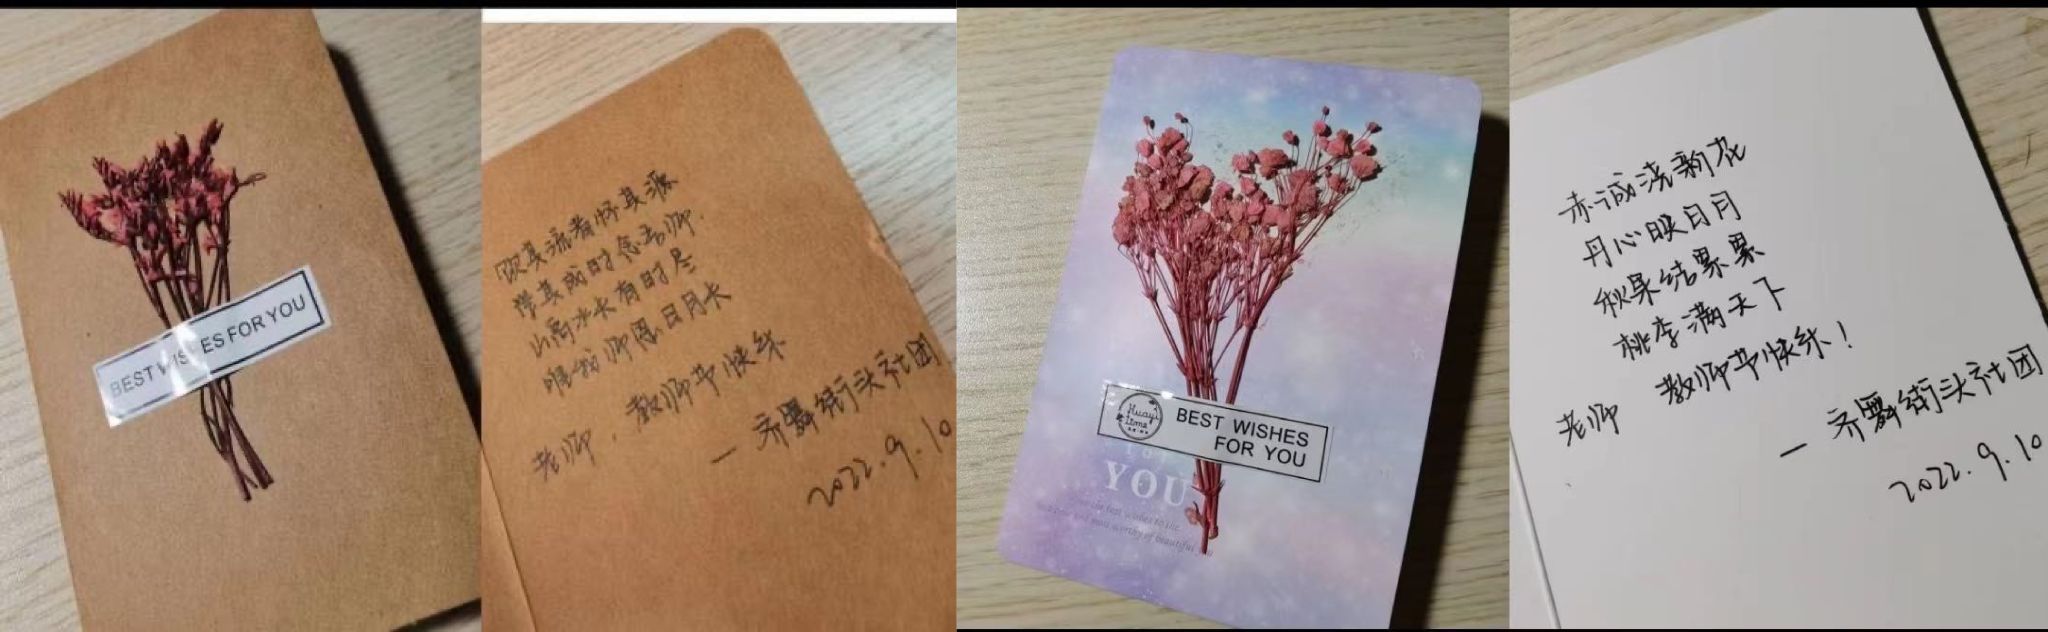 BEST WISHES FOR YOU
饮其流者怀其源
学其成时念吾师
山高水长有时尽
唯我师恩日月长
老师,教师节快乐
— 齐舞街头社团
2022.9.10
Huayi
time
BEST WISHES
FOR YOU
FOR
YOU
赤诚浇新花
丹心映日月
秋果结累累
桃李满天下
老师 教师节快乐!
— 齐舞街头社团
2022.9.10